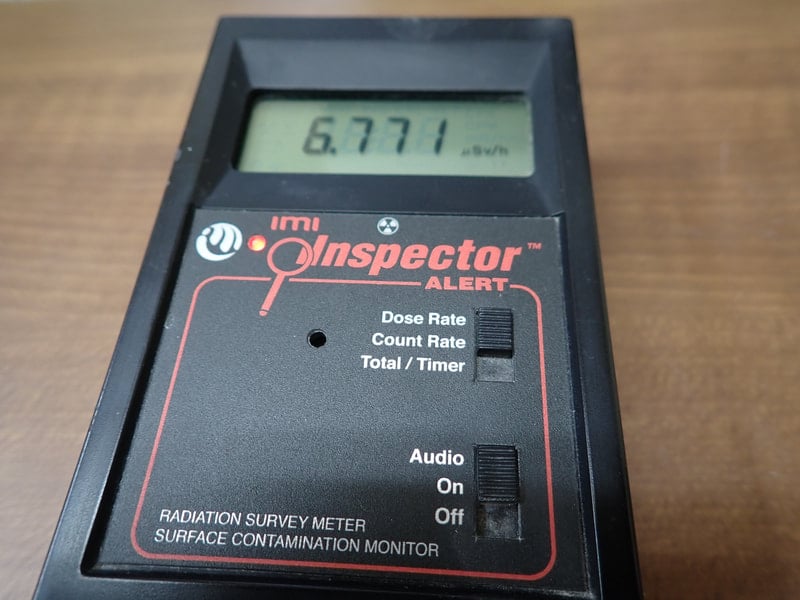 6.771 µSv/h
imi
Inspector™
ALERT
Dose Rate
Count Rate
Total / Timer
Audio
On
Off
RADIATION SURVEY METER
SURFACE CONTAMINATION MONITOR